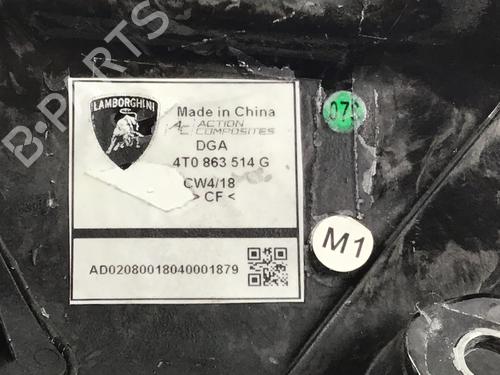 B-PARTS
LAMBORGHINI
Made in China
ACTION
COMPOSITES
DGA
4T0 863 514 G
CW4/18
> CF <
AD02080018040001879
07
M1